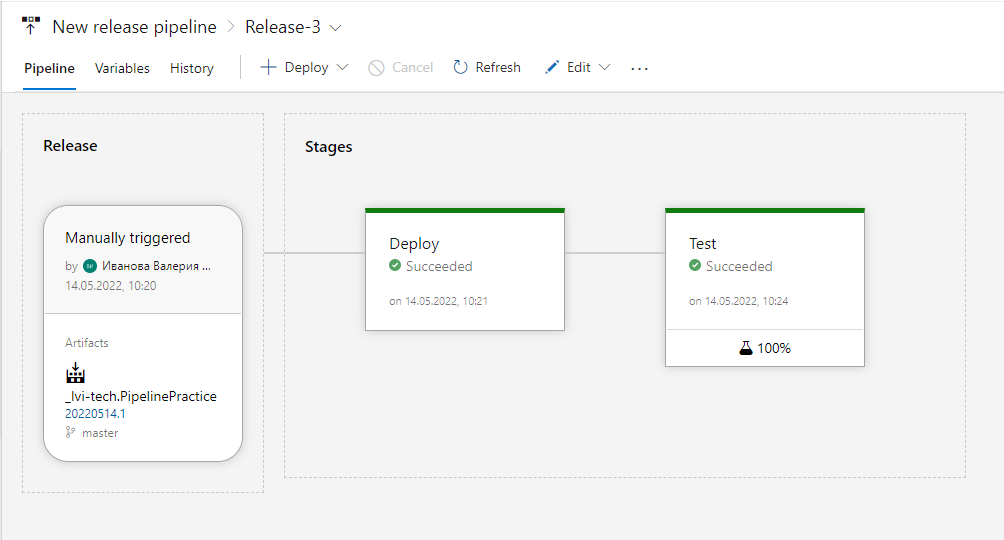 New release pipeline > Release-3
Pipeline Variables History Deploy Cancel Refresh Edit ...
Release
Manually triggered
by Иванова Валерия ...
14.05.2022, 10:20
Artifacts
_lvi-tech.PipelinePractice
20220514.1
master
Stages
Deploy
Succeeded
on 14.05.2022, 10:21
Test
Succeeded
on 14.05.2022, 10:24
100%